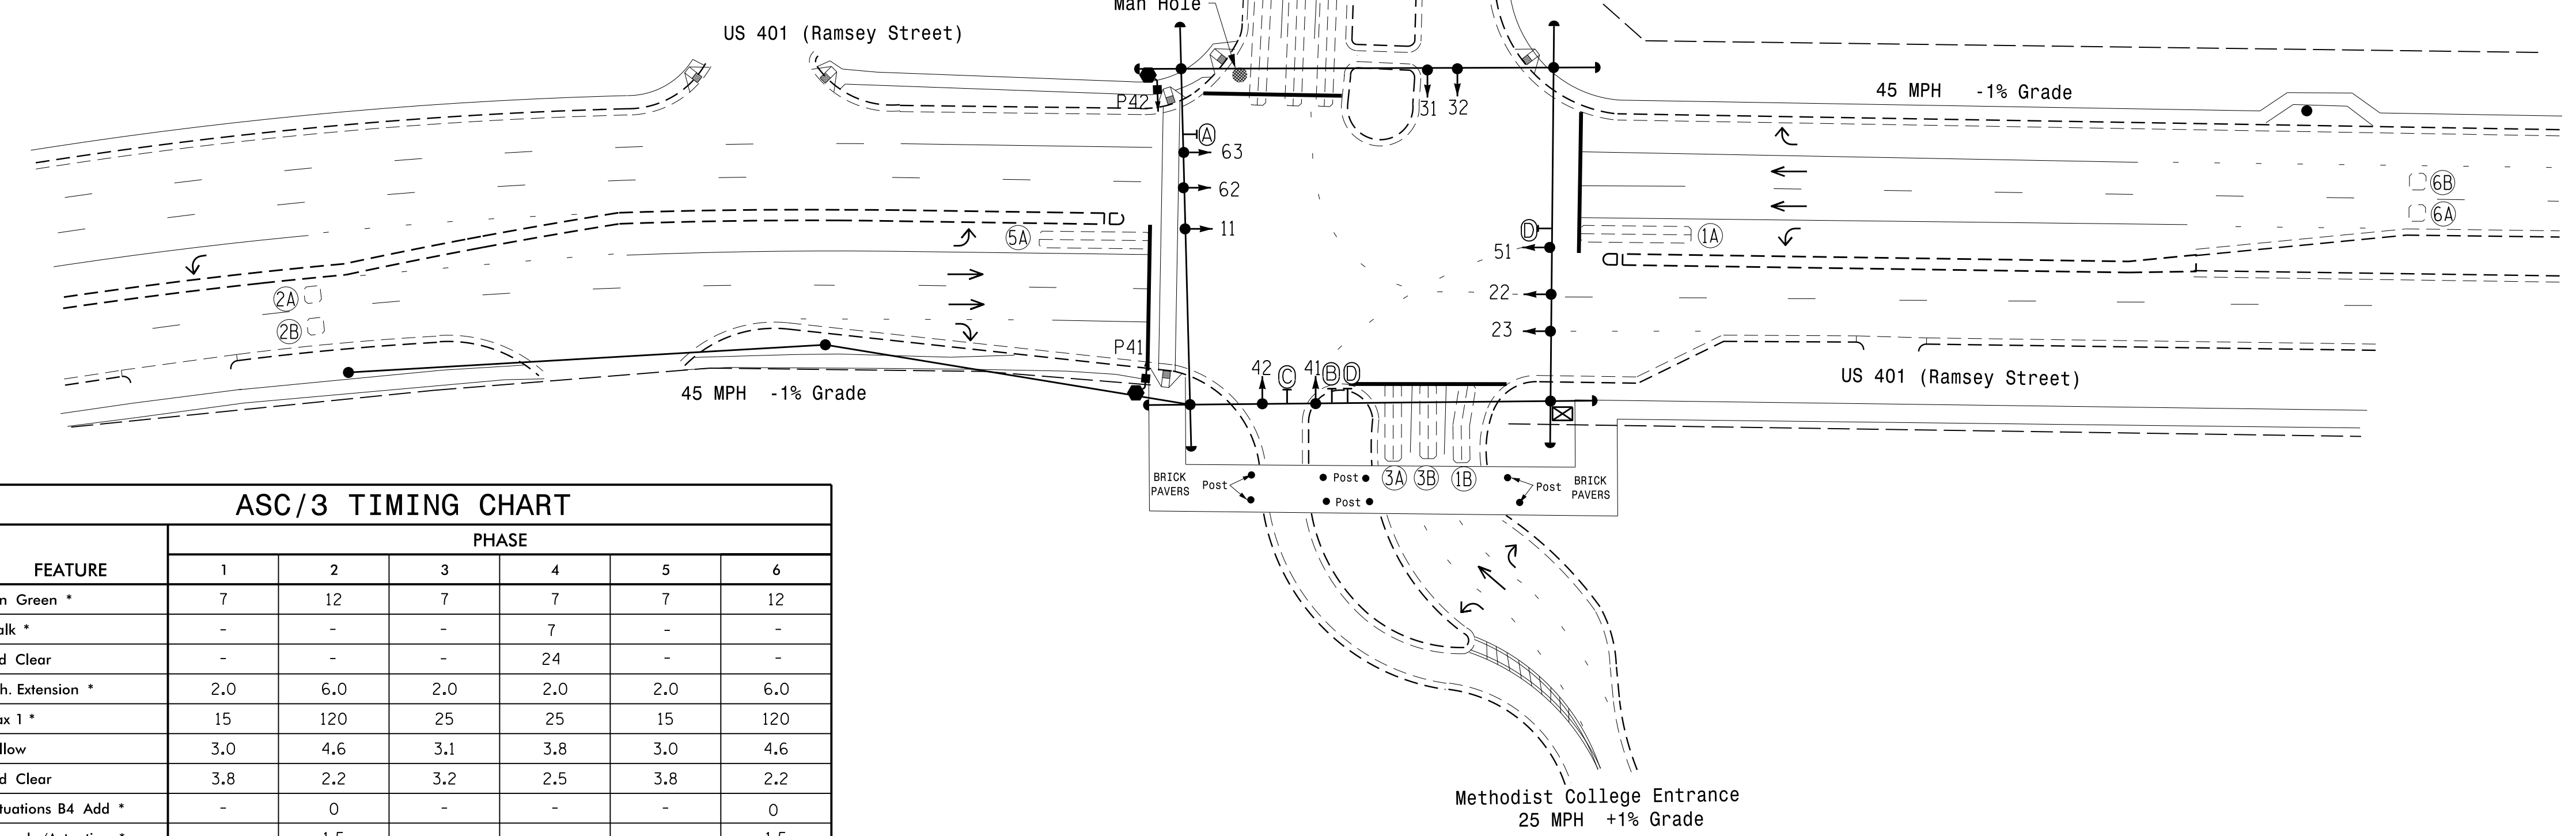 Man Hole
US 401 (Ramsey Street)
45 MPH -1% Grade
P42
31 32
A
63
62
11
6B
6A
D
51
5A
1A
22
23
2A
2B
P41
42 C 41 B D
45 MPH -1% Grade
US 401 (Ramsey Street)
BRICK
PAVERS
Post
Post
Post
3A 3B 1B
Post
BRICK
PAVERS
ASC/3 TIMING CHART
FEATURE PHASE
1 2 3 4 5 6
n Green * 7 12 7 7 7 12
alk * - - - 7 - -
d Clear - - - 24 - -
h. Extension * 2.0 6.0 2.0 2.0 2.0 6.0
ax 1 * 15 120 25 25 15 120
llow 3.0 4.6 3.1 3.8 3.0 4.6
d Clear 3.8 2.2 3.2 2.5 3.8 2.2
tuations B4 Add * - 0 - - - 0
1.5 1.5
Methodist College Entrance
25 MPH +1% Grade